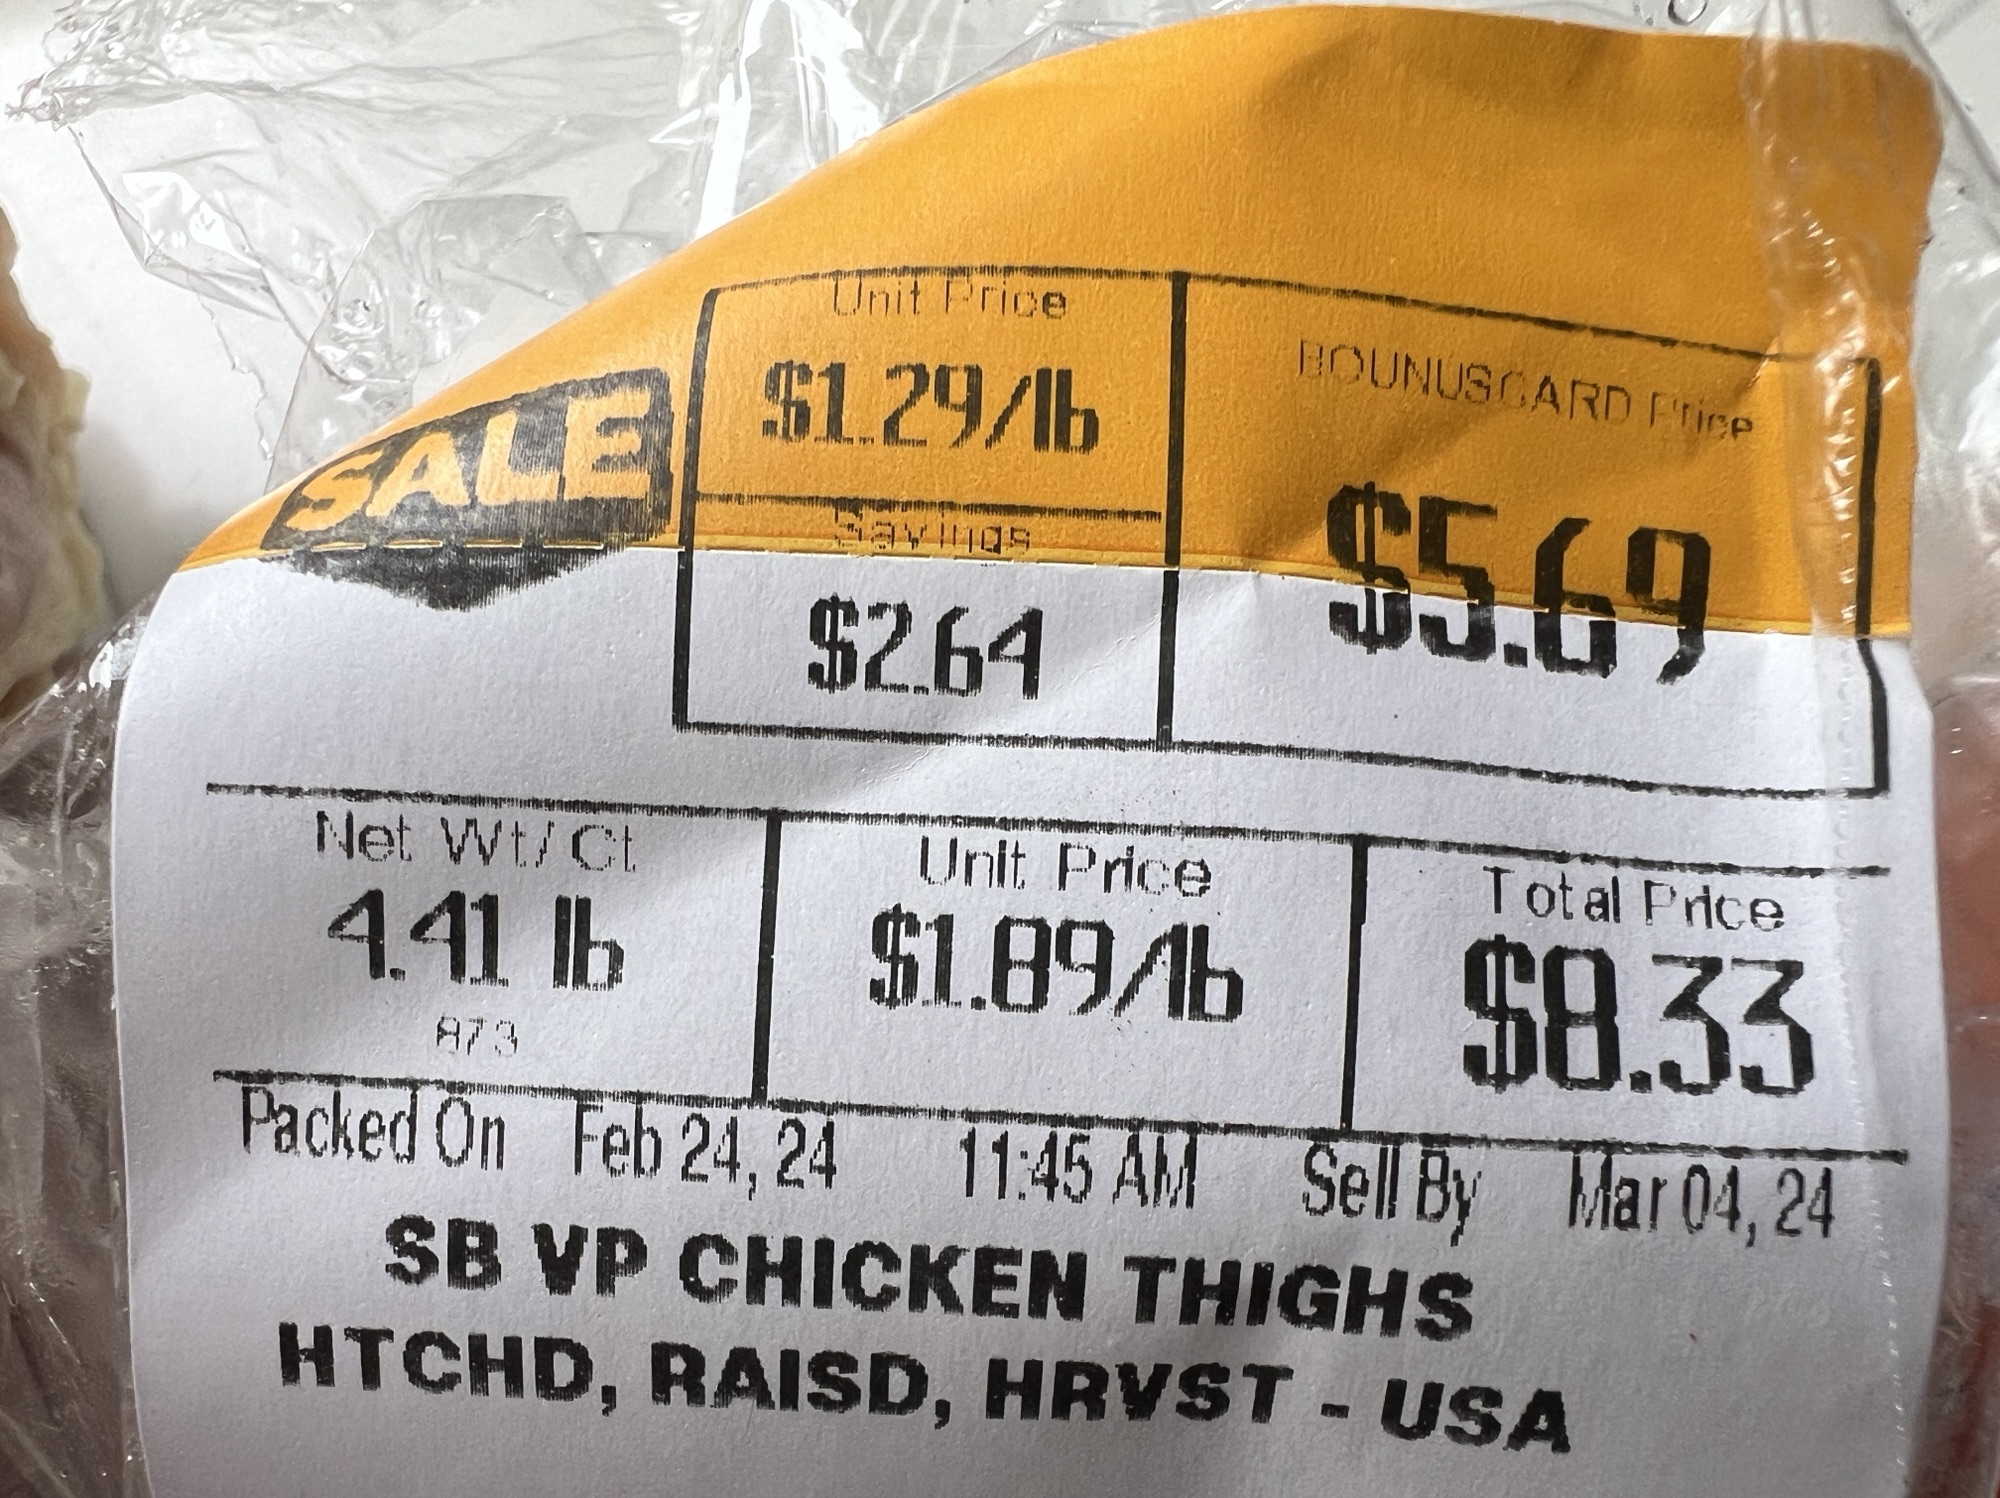 SALE
Unit Price
$1.29/lb
Savings
$2.64
BOUNUSCARD Price
$5.69
Net Wt/Ct
4.41 lb
873
Unit Price
$1.89/lb
Total Price
$8.33
Packed On Feb 24, 24 11:45 AM Sell By Mar 04, 24
SB VP CHICKEN THIGHS
HTCHD, RAISD, HRVST - USA